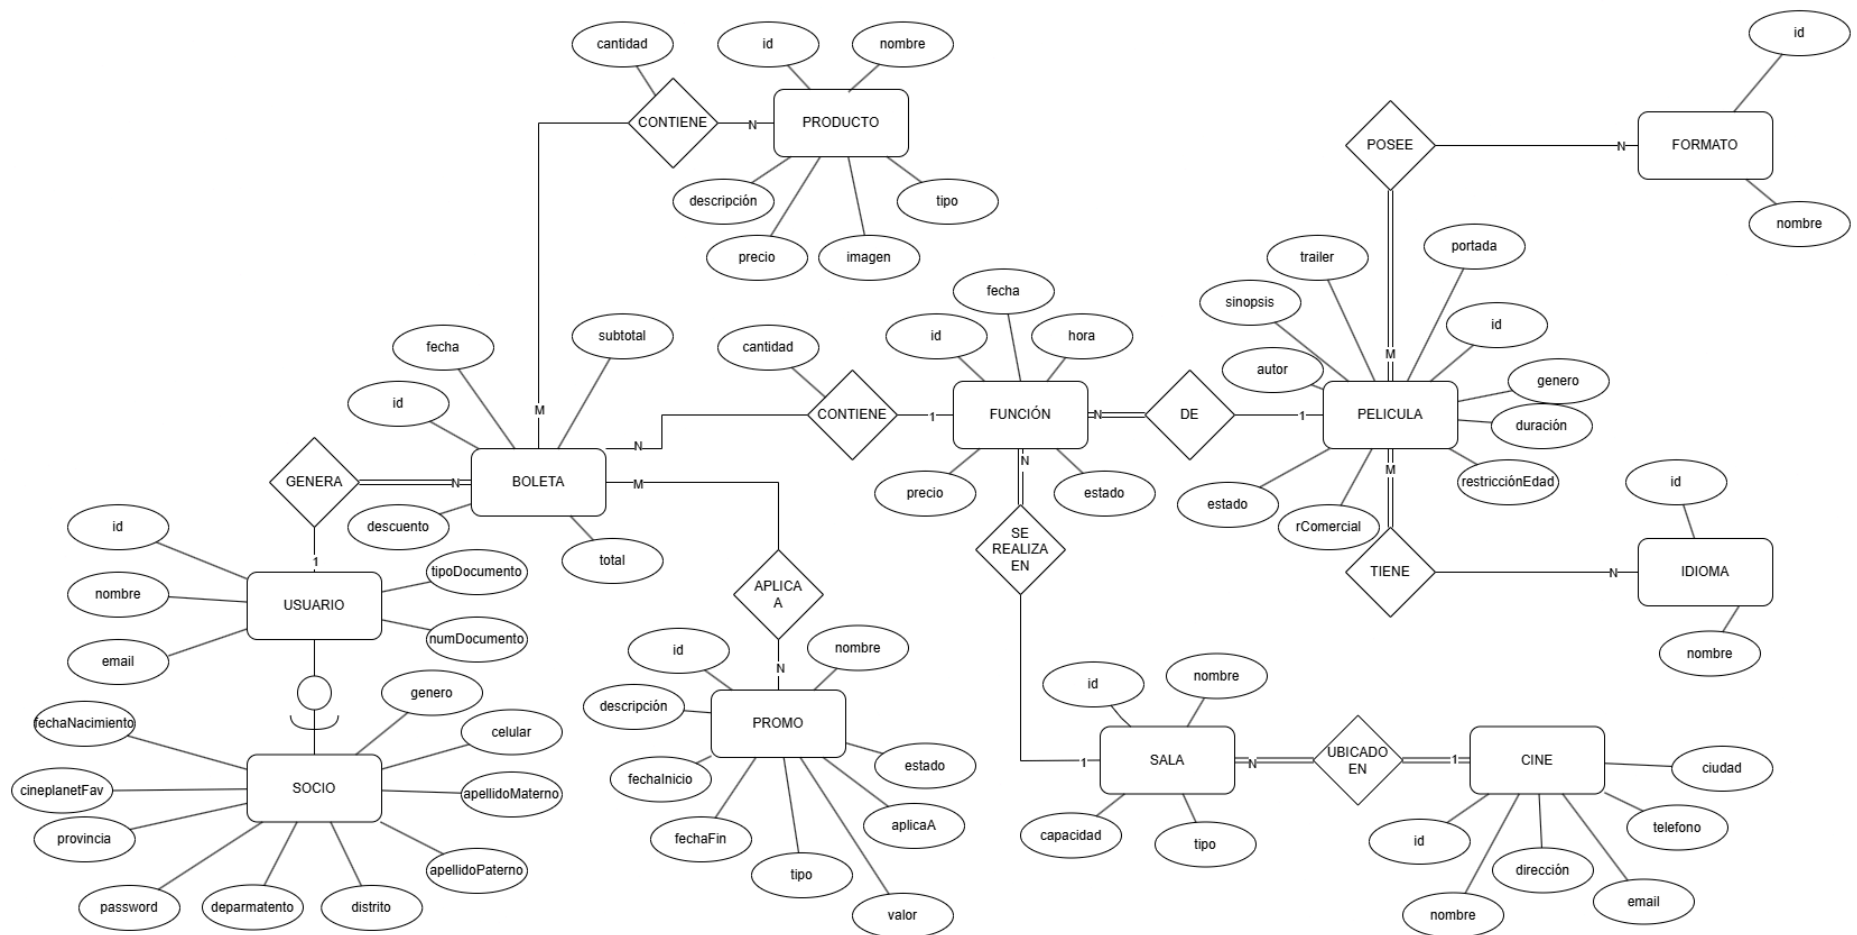 cantidad
id
nombre
CONTIENE
N
PRODUCTO
descripción
tipo
precio
imagen
id
POSEE
N
FORMATO
nombre
trailer
portada
sinopsis
id
M
autor
genero
duración
restricciónEdad
rComercial
estado
PELICULA
1
DE
N
fecha
id
hora
FUNCIÓN
precio
estado
1
CONTIENE
cantidad
N
M
fecha
subtotal
id
BOLETA
descuento
total
N
GENERA
1
id
nombre
email
USUARIO
tipoDocumento
numDocumento
M
APLICA
A
N
id
nombre
descripción
PROMO
fechaInicio
estado
fechaFin
aplicaA
tipo
valor
genero
fechaNacimiento
celular
cineplanetFav
SOCIO
apellidoMaterno
provincia
apellidoPaterno
password
deparmatento
distrito
N
SE
REALIZA
EN
1
id
nombre
SALA
capacidad
tipo
N
UBICADO
EN
1
CINE
ciudad
telefono
id
dirección
email
nombre
M
TIENE
N
id
IDIOMA
nombre